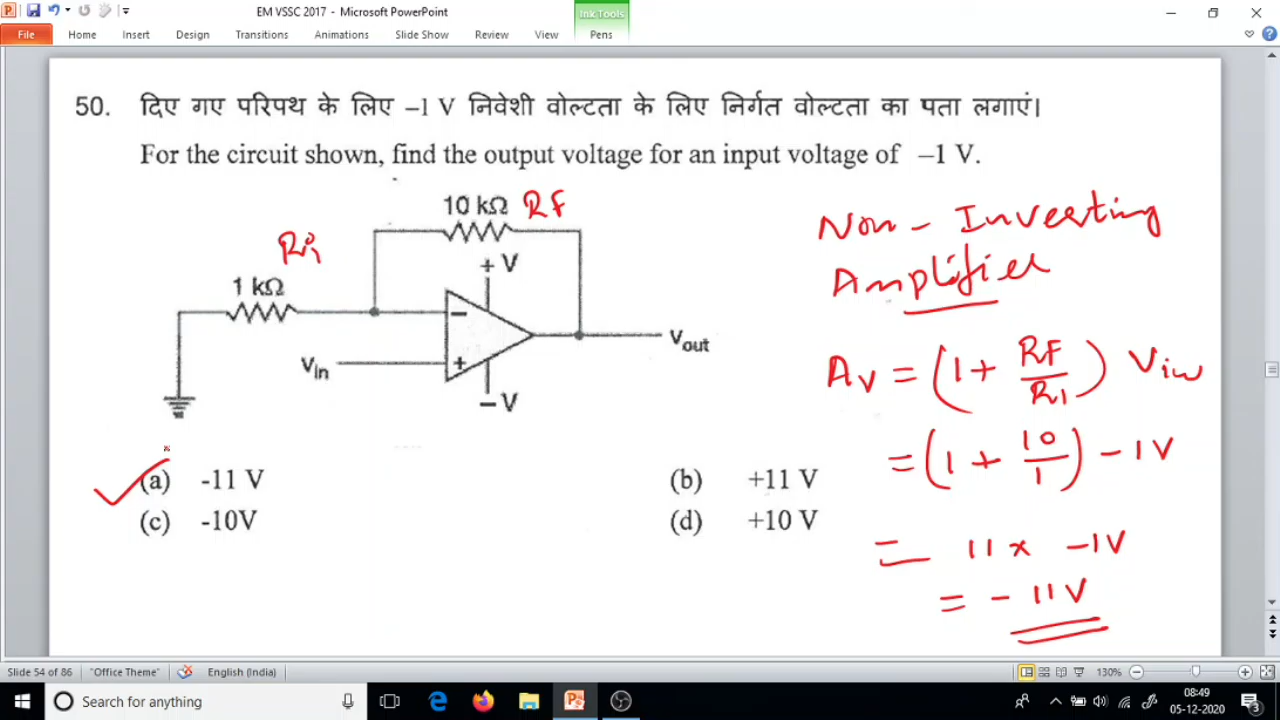 EM VSSC 2017 - Microsoft PowerPoint
Ink Tools
File Home Insert Design Transitions Animations Slide Show Review View Pens
50. दिए गए परिपथ के लिए –1 V निवेशी वोल्टता के लिए निर्गत वोल्टता का पता लगाएं।
For the circuit shown, find the output voltage for an input voltage of –1 V.
10 kΩ RF
Ri
+ V
1 kΩ
–
Vout
Vin
+
– V
Non - Inverting
Amplifier
Av = (1 + RF/R1) Vin
= (1 + 10/1) - 1V
= 11 x -1V
= - 11V
(a) -11 V (b) +11 V
(c) -10V (d) +10 V
Slide 54 of 86 "Office Theme" English (India) 130%
Search for anything
08:49
05-12-2020
3